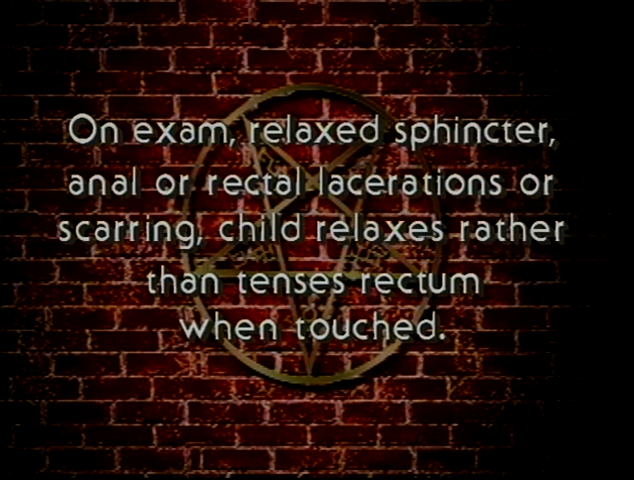 On exam, relaxed sphincter,
anal or rectal lacerations or
scarring, child relaxes rather
than tenses rectum
when touched.